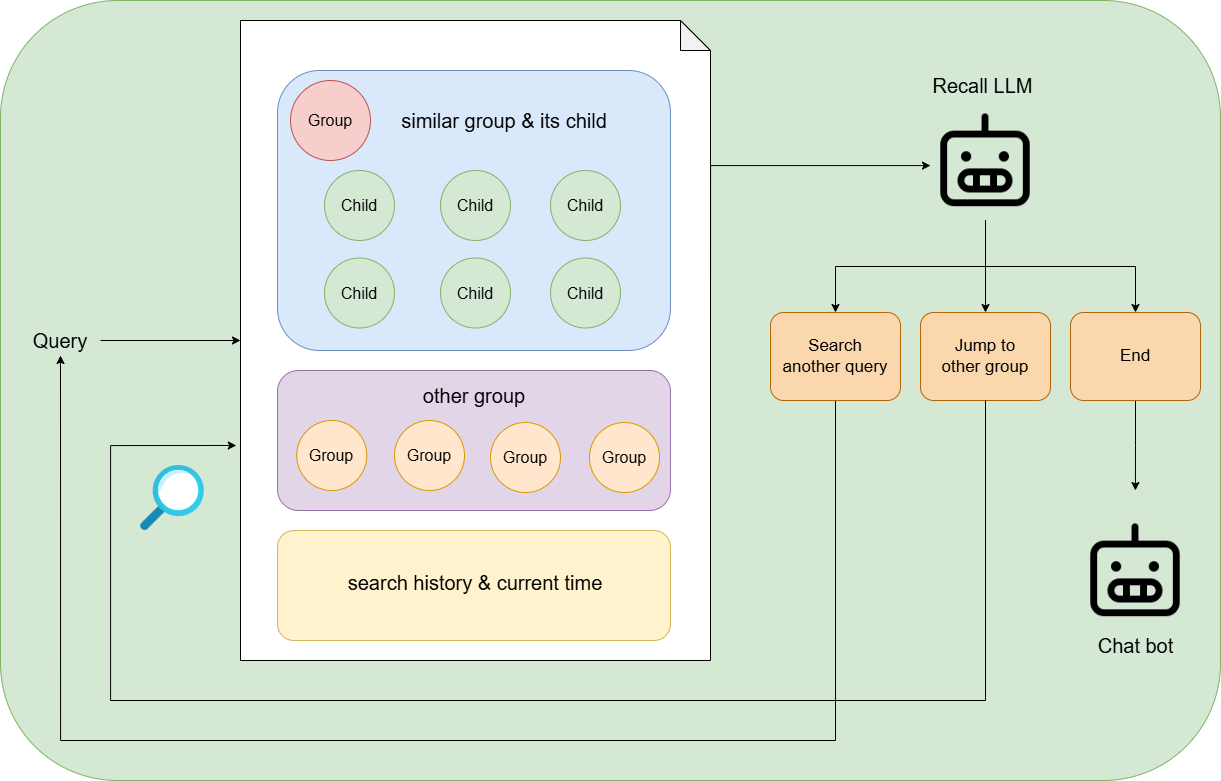 Recall LLM
Group
similar group & its child
Child
Child
Child
Child
Child
Child
Query
Search
another query
Jump to
other group
End
other group
Group
Group
Group
Group
search history & current time
Chat bot